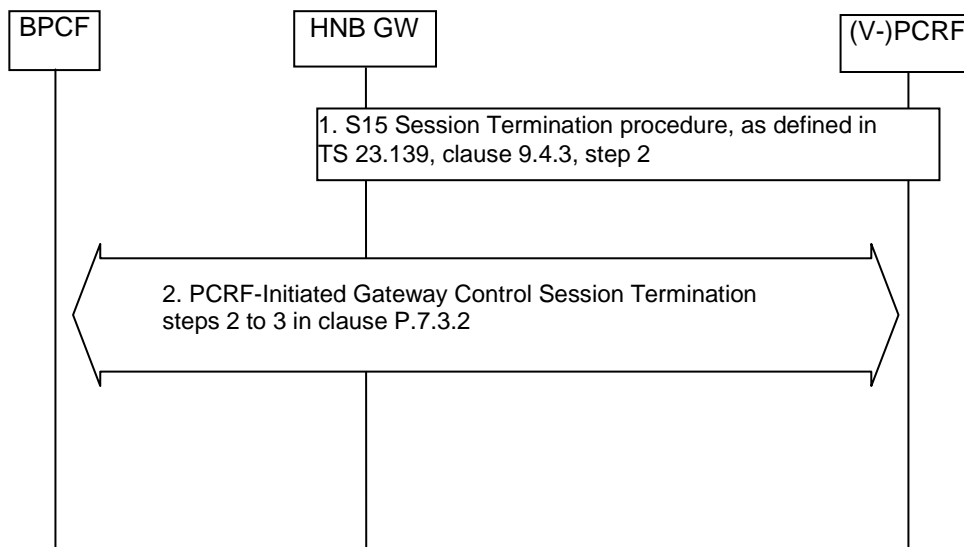 BPCF
HNB GW
(V-)PCRF
1. S15 Session Termination procedure, as defined in
TS 23.139, clause 9.4.3, step 2
2. PCRF-Initiated Gateway Control Session Termination
steps 2 to 3 in clause P.7.3.2